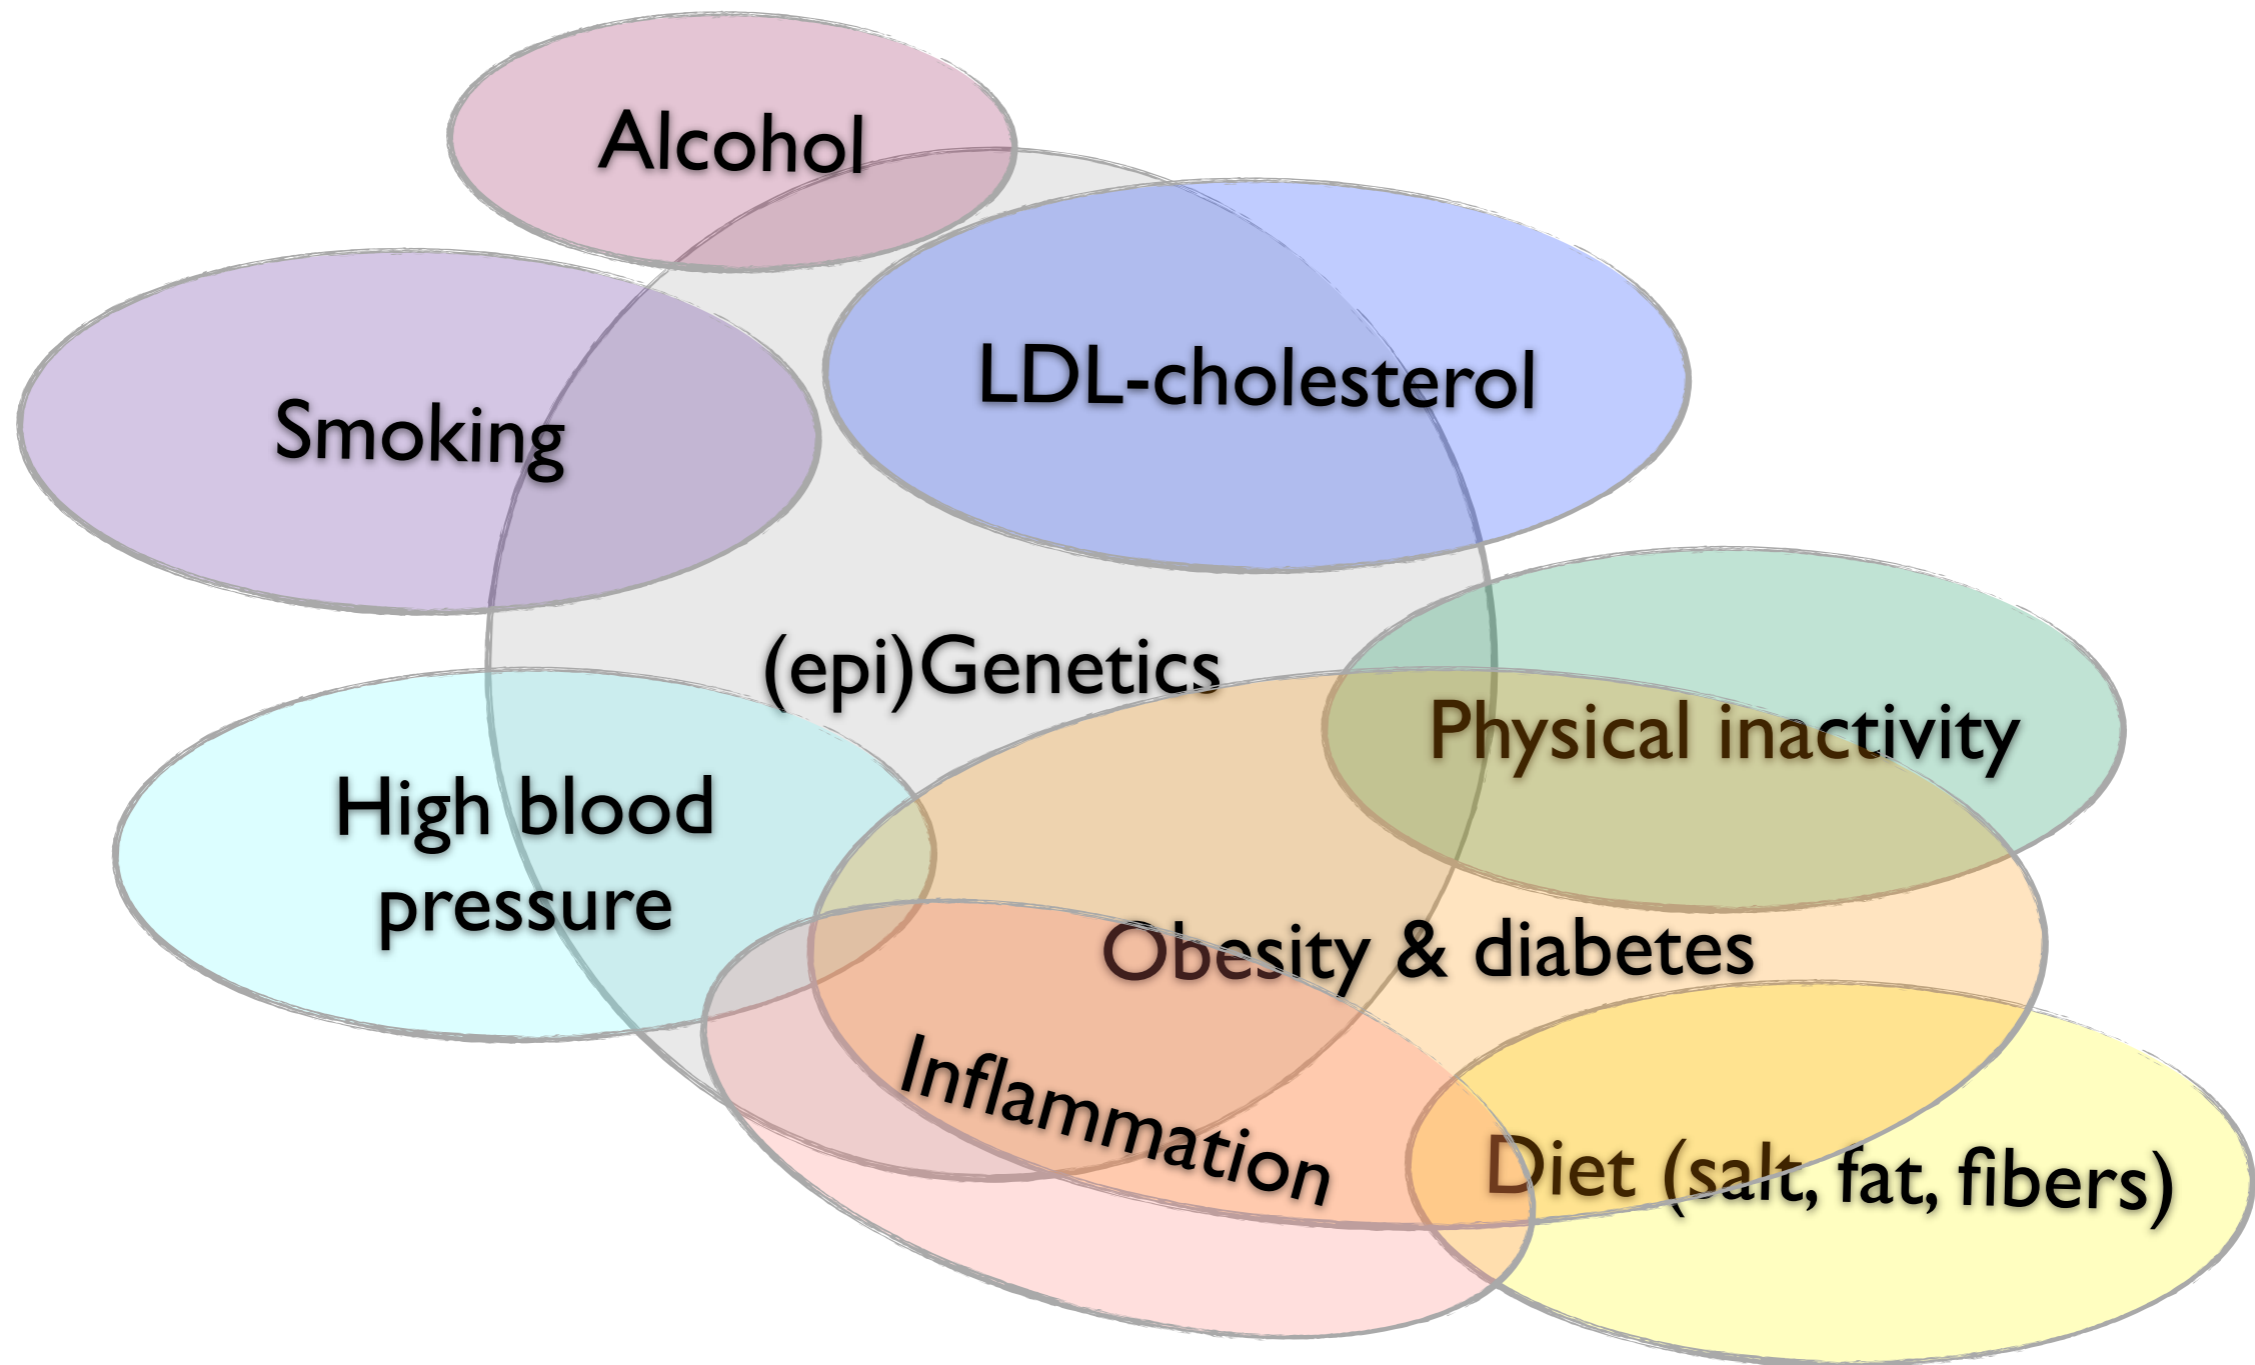 Alcohol
LDL-cholesterol
Smoking
(epi)Genetics
Physical inactivity
High blood
pressure
Obesity & diabetes
Inflammation
Diet (salt, fat, fibers)